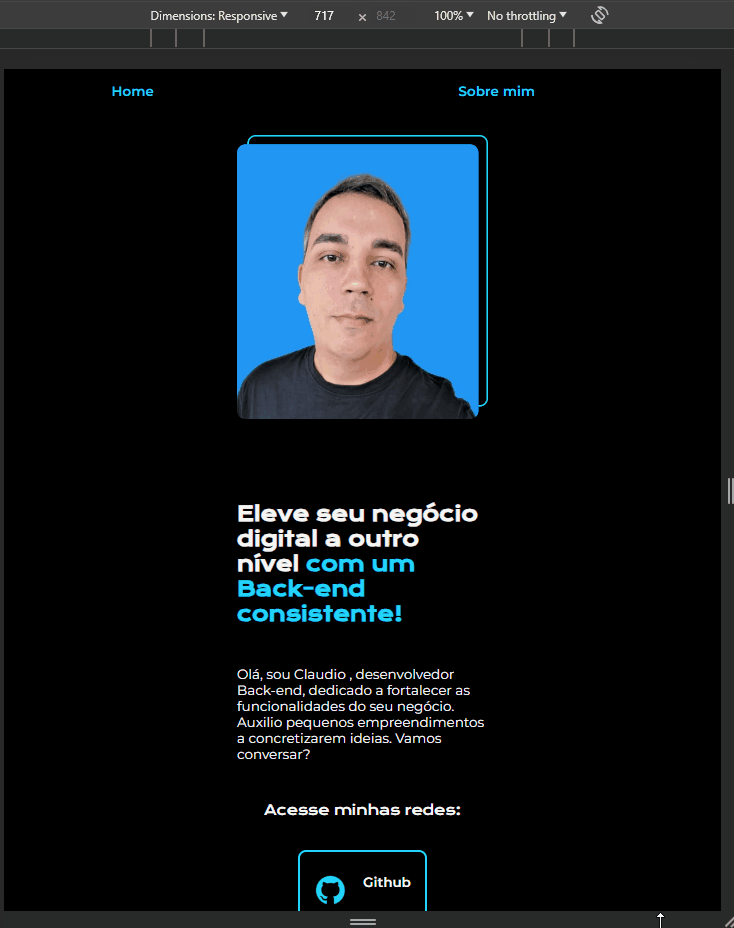 Dimensions: Responsive 717 × 842 100% No throttling
Home Sobre mim
Eleve seu negócio
digital a outro
nível com um
Back-end
consistente!
Olá, sou Claudio , desenvolvedor
Back-end, dedicado a fortalecer as
funcionalidades do seu negócio.
Auxilio pequenos empreendimentos
a concretizarem ideias. Vamos
conversar?
Acesse minhas redes:
Github